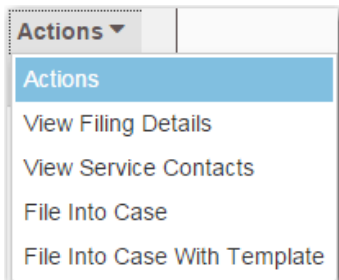 Actions ▼
Actions
View Filing Details
View Service Contacts
File Into Case
File Into Case With Template